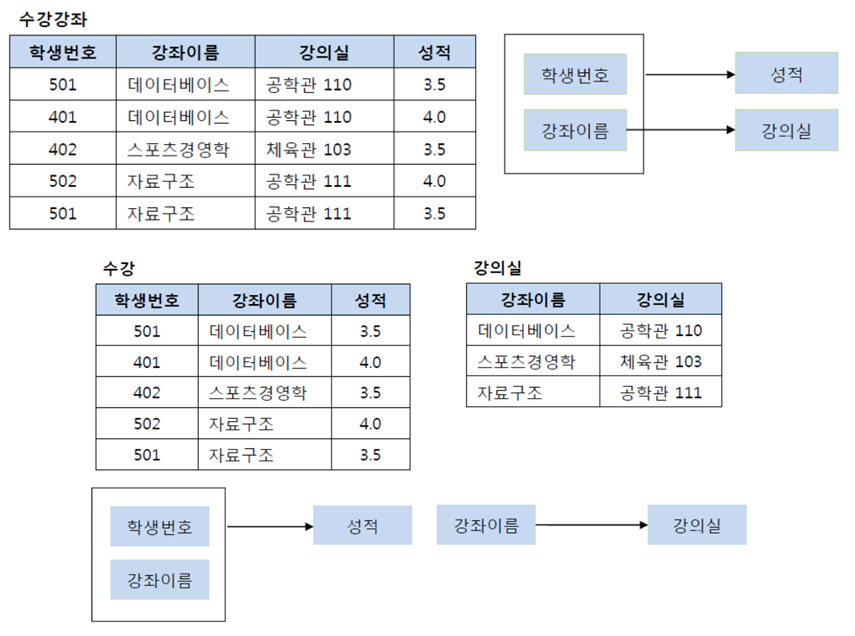 수강강좌
학생번호 강좌이름 강의실 성적
501 데이터베이스 공학관 110 3.5
401 데이터베이스 공학관 110 4.0
402 스포츠경영학 체육관 103 3.5
502 자료구조 공학관 111 4.0
501 자료구조 공학관 111 3.5
학생번호 성적
강좌이름 강의실
수강
학생번호 강좌이름 성적
501 데이터베이스 3.5
401 데이터베이스 4.0
402 스포츠경영학 3.5
502 자료구조 4.0
501 자료구조 3.5
강의실
강좌이름 강의실
데이터베이스 공학관 110
스포츠경영학 체육관 103
자료구조 공학관 111
학생번호 성적
강좌이름
강좌이름 강의실